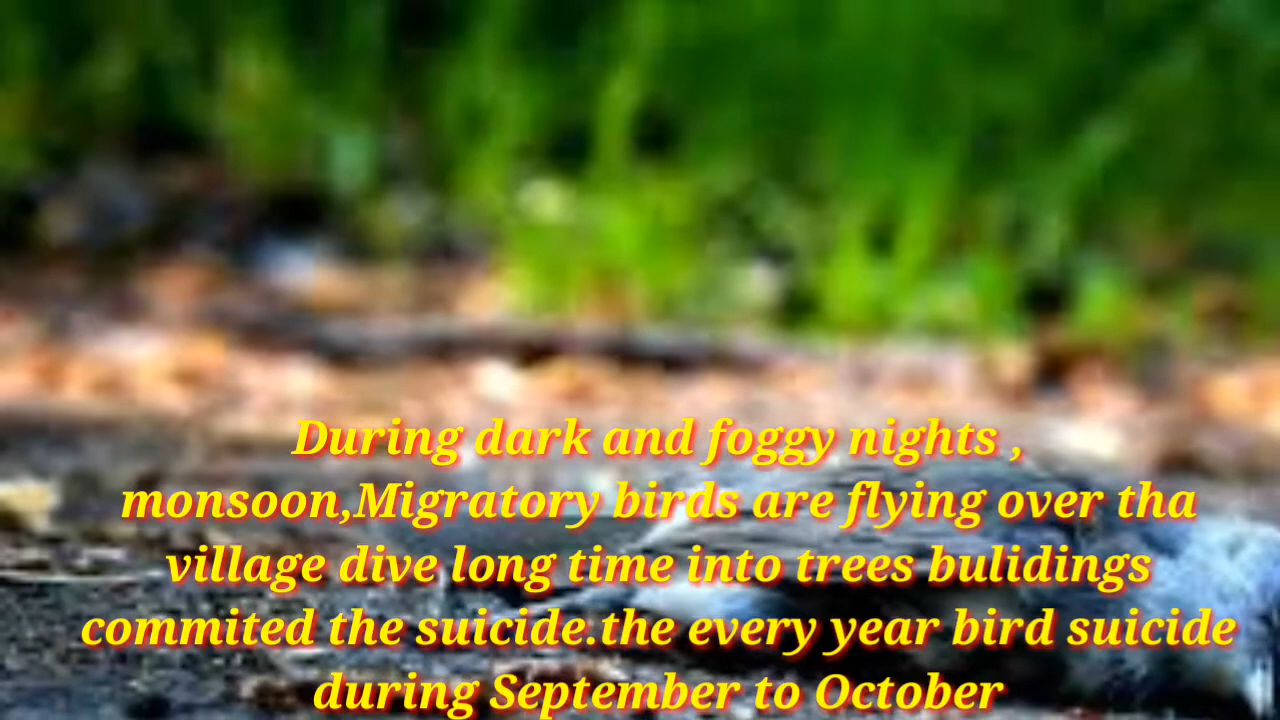 During dark and foggy nights ,
monsoon,Migratory birds are flying over tha
village dive long time into trees bulidings
commited the suicide.the every year bird suicide
during September to October